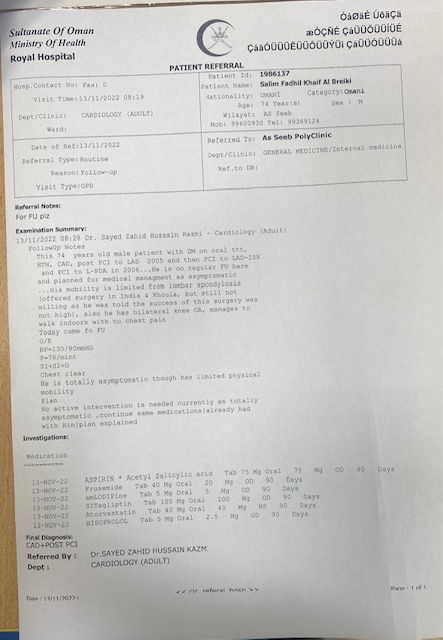 Sultanate Of Oman
Ministry Of Health
Royal Hospital
ÓáØäÉ ÚõãÇä
æÒÇÑÉ ÇáÕÍÉ
PATIENT REFERRAL
Hosp.Contact No: Fax: 0
Visit Time:13/11/2022 08:19
Dept/Clinic: CARDIOLOGY (ADULT)
Ward:
Patient Id: 1986137
Patient Name: Salim Fadhil Khaif Al Breiki
Nationality: OMANI Category:Omani
Age: 74 Year(s) Sex : M
Wilayat: AS Seeb
Mob: 99600930 Tel: 99369124
Date of Ref:13/11/2022
Referral Type:Routine
Reason:Follow-up
Visit Type:OPD
Referred To: As Seeb PolyClinic
Dept/Clinic: GENERAL MEDICINE/Internal medicine
Ref.to DR:
Referral Notes:
For FU plz
Examination Summary:
13/11/2022 08:28 Dr. Sayed Zahid Hussain Kazmi - Cardiology (Adult)
FollowUp Notes
This 74 years old male patient with DM on oral ttt,
HTN, CAD, post PCI to LAD 2005 and then PCI to LAD-ISR
and PCI to L-PDA in 2006...He is on regular FU here
and planned for medical managment as asymptomatic
...His mobility is limited from lumbar spondylosis
(offered surgery in India & Khoula, but still not
willing as he was told the success of this surgery was
not high), also he has bilateral knee OA, manages to
walk indoors with no chest pain
Today came fo FU
O/E
BP=130/80mmHG
P=78/mint
S1+S2+0
Chest clear
He is totally asymptomatic though has limited physical
mobility
Plan
No active intervention is needed currently as totally
asymptomatic ,continue same medications|already had
with Him|plan explained
Investigations:
Medication
13-NOV-22 ASPIRIN * Acetyl Salicylic acid Tab 75 Mg Oral 75 Mg OD 90 Days
13-NOV-22 Frusemide Tab 40 Mg Oral 20 Mg OD 90 Days
13-NOV-22 amLODIPine Tab 5 Mg Oral 5 Mg OD 90 Days
13-NOV-22 SITagliptin Tab 100 Mg Oral 100 Mg OD 90 Days
13-NOV-22 Atorvastatin Tab 40 Mg Oral 40 Mg HS 90 Days
13-NOV-22 BISOPROLOL Tab 5 Mg Oral 2.5 Mg OD 90 Days
Final Diagnosis:
CAD+POST PCI
Referred By : Dr.SAYED ZAHID HUSSAIN KAZM.
Dept : CARDIOLOGY (ADULT)
Date : 13/11/2022
<< clc_referal_hosp >>
Page : 1 of 1